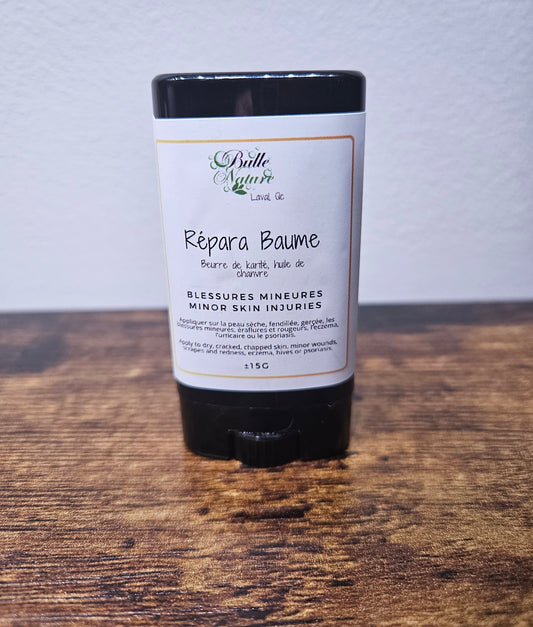 Bulle
Nature
Laval, Qc
Répara Baume
Beurre de karité, huile de
chanvre
BLESSURES MINEURES
MINOR SKIN INJURIES
Appliquer sur la peau sèche, fendillée, gerçée, les
blessures mineures, éraflures et rougeurs, l'eczéma,
l'urticaire ou le psoriasis.
Apply to dry, cracked, chapped skin, minor wounds,
scrapes and redness, eczema, hives or psoriasis.
±15G